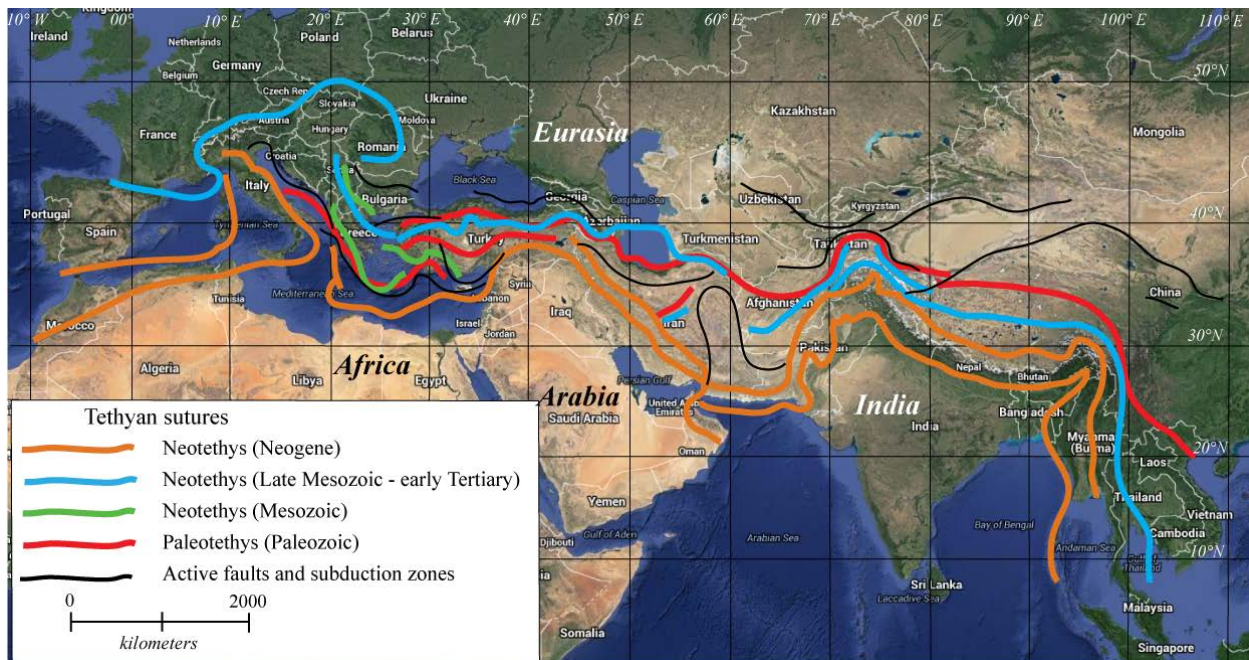 10° W
00°
10° E
20° E
30° E
40° E
50° E
60° E
70° E
80° E
90° E
100° E
110° E
Ireland
Netherlands
Poland
Belarus
Belgium
Germany
50°N
Czech Rep
Ukraine
Slovakia
Kazakhstan
Austria
Moldova
Mongolia
France
Hungary
Eurasia
Croatia
Romania
Italy
Black Sea
Georgia
Caspian Sea
Uzbekistan
Kyrgyzstan
Bulgaria
40°N
Portugal
Spain
Tyrrhenian Sea
Greece
Turkey
Azerbaijan
Turkmenistan
Tajikistan
Tunisia
Mediterranean Sea
Syria
Lebanon
Afghanistan
China
Morocco
Israel
Iraq
Iran
Jordan
Pakistan
30°N
Algeria
Libya
Africa
Egypt
Persian Gulf
Nepal
Bhutan
Arabia
United Arab
Emirates
India
Bangladesh
Saudi Arabia
India
Myanmar
(Burma)
Oman
20°N
Laos
Yemen
Thailand
Vietnam
Bay of Bengal
Arabian Sea
Andaman Sea
Cambodia
Djibouti
Gulf of Aden
Thailand
10°N
Sri Lanka
Laccadive Sea
Malaysia
Somalia
Singapore
Tethyan sutures
Neotethys (Neogene)
Neotethys (Late Mesozoic - early Tertiary)
Neotethys (Mesozoic)
Paleotethys (Paleozoic)
Active faults and subduction zones
0 2000
kilometers